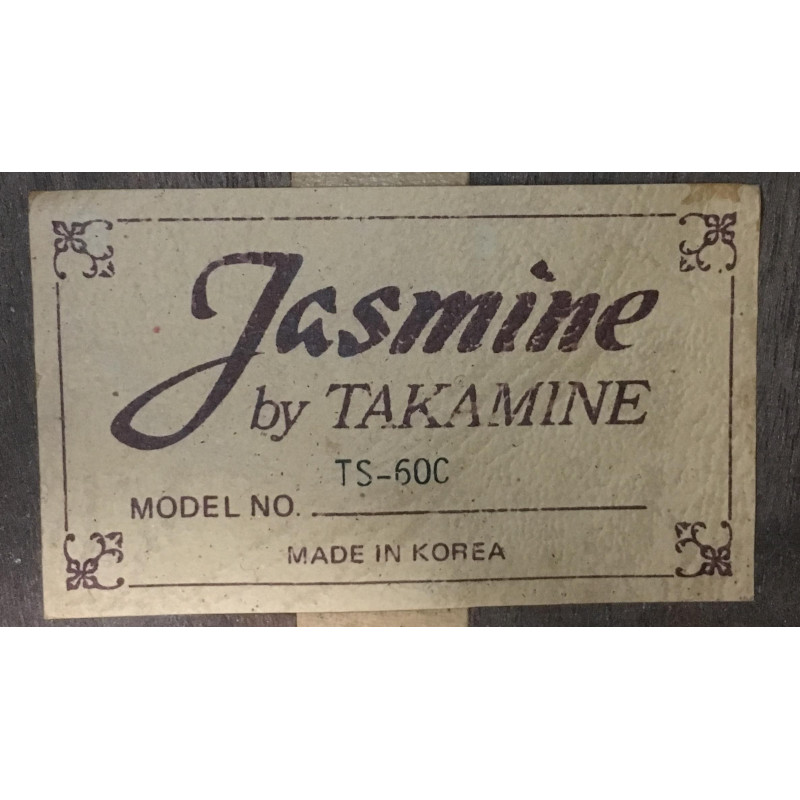 Jasmine
by TAKAMINE
TS-60C
MODEL NO.
MADE IN KOREA